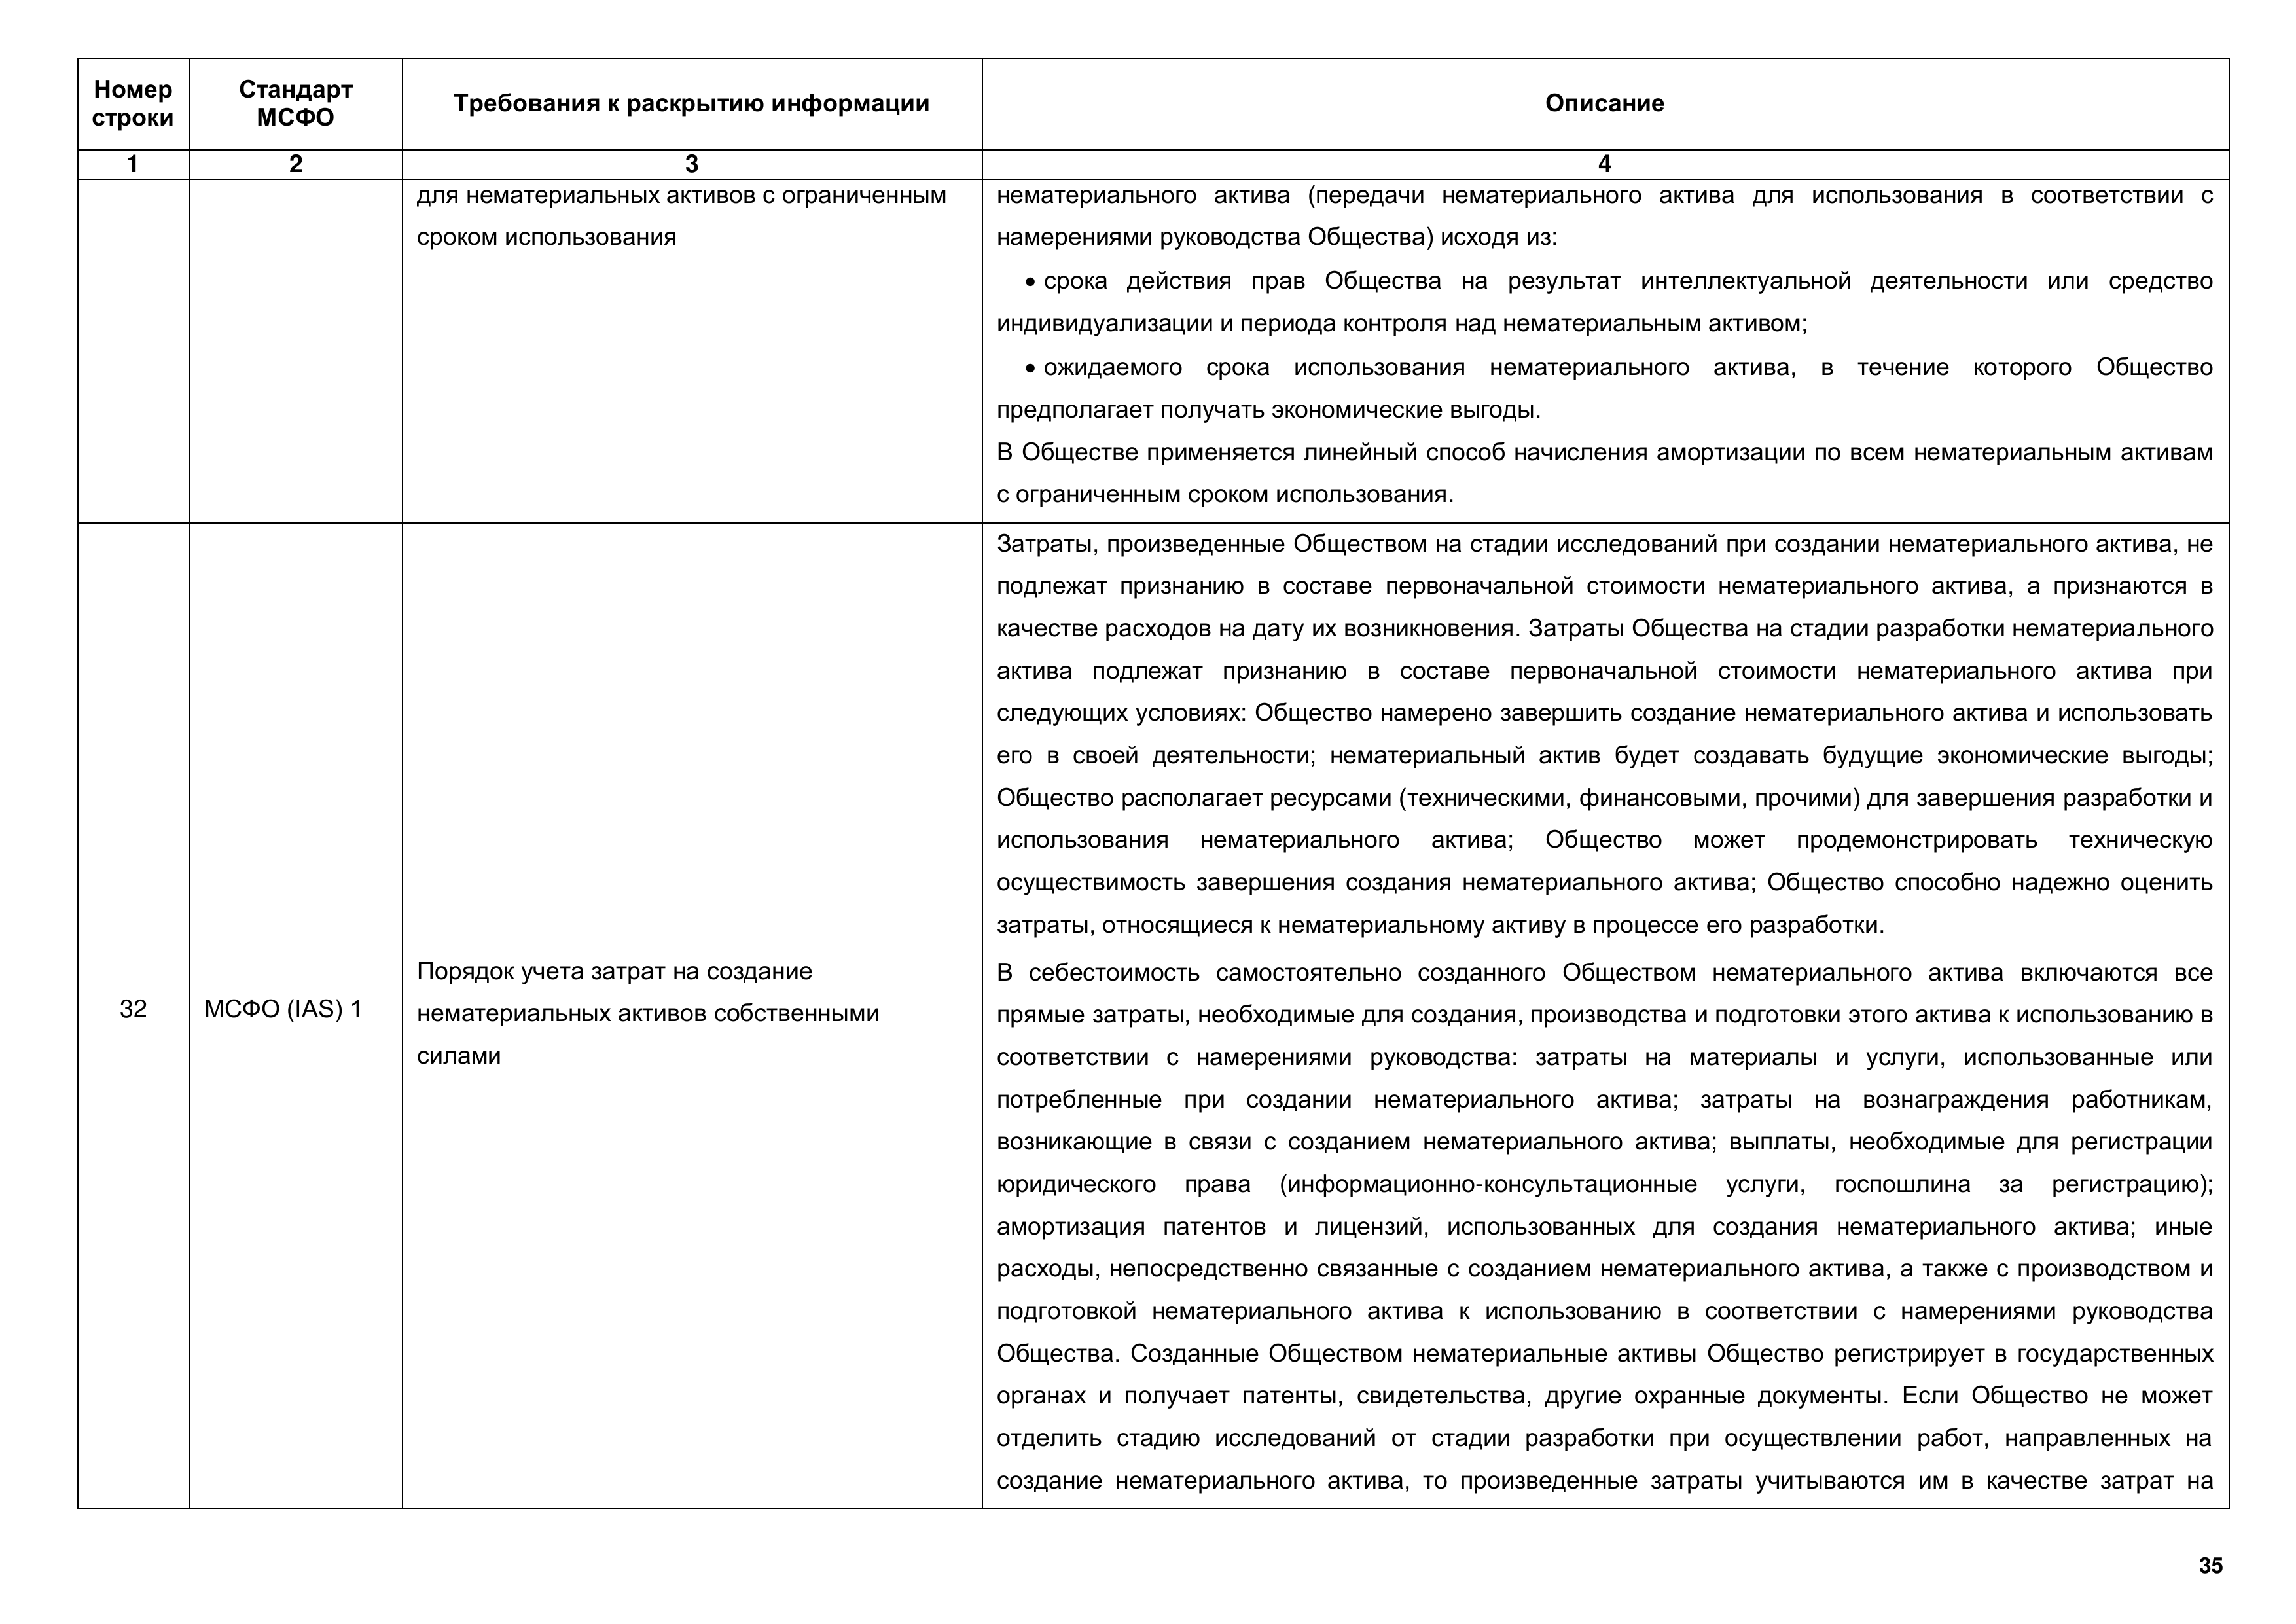 Номер строки
Стандарт МСФО
Требования к раскрытию информации
Описание
1
2
3
4
для нематериальных активов с ограниченным
сроком использования
нематериального актива (передачи нематериального актива для использования в соответствии с
намерениями руководства Общества) исходя из:
• срока действия прав Общества на результат интеллектуальной деятельности или средство
индивидуализации и периода контроля над нематериальным активом;
• ожидаемого срока использования нематериального актива, в течение которого Общество
предполагает получать экономические выгоды.
В Обществе применяется линейный способ начисления амортизации по всем нематериальным активам
с ограниченным сроком использования.
32
МСФО (IAS) 1
Порядок учета затрат на создание
нематериальных активов собственными
силами
Затраты, произведенные Обществом на стадии исследований при создании нематериального актива, не
подлежат признанию в составе первоначальной стоимости нематериального актива, а признаются в
качестве расходов на дату их возникновения. Затраты Общества на стадии разработки нематериального
актива подлежат признанию в составе первоначальной стоимости нематериального актива при
следующих условиях: Общество намерено завершить создание нематериального актива и использовать
его в своей деятельности; нематериальный актив будет создавать будущие экономические выгоды;
Общество располагает ресурсами (техническими, финансовыми, прочими) для завершения разработки и
использования нематериального актива; Общество может продемонстрировать техническую
осуществимость завершения создания нематериального актива; Общество способно надежно оценить
затраты, относящиеся к нематериальному активу в процессе его разработки.
В себестоимость самостоятельно созданного Обществом нематериального актива включаются все
прямые затраты, необходимые для создания, производства и подготовки этого актива к использованию в
соответствии с намерениями руководства: затраты на материалы и услуги, использованные или
потребленные при создании нематериального актива; затраты на вознаграждения работникам,
возникающие в связи с созданием нематериального актива; выплаты, необходимые для регистрации
юридического права (информационно-консультационные услуги, госпошлина за регистрацию);
амортизация патентов и лицензий, использованных для создания нематериального актива; иные
расходы, непосредственно связанные с созданием нематериального актива, а также с производством и
подготовкой нематериального актива к использованию в соответствии с намерениями руководства
Общества. Созданные Обществом нематериальные активы Общество регистрирует в государственных
органах и получает патенты, свидетельства, другие охранные документы. Если Общество не может
отделить стадию исследований от стадии разработки при осуществлении работ, направленных на
создание нематериального актива, то произведенные затраты учитываются им в качестве затрат на
35